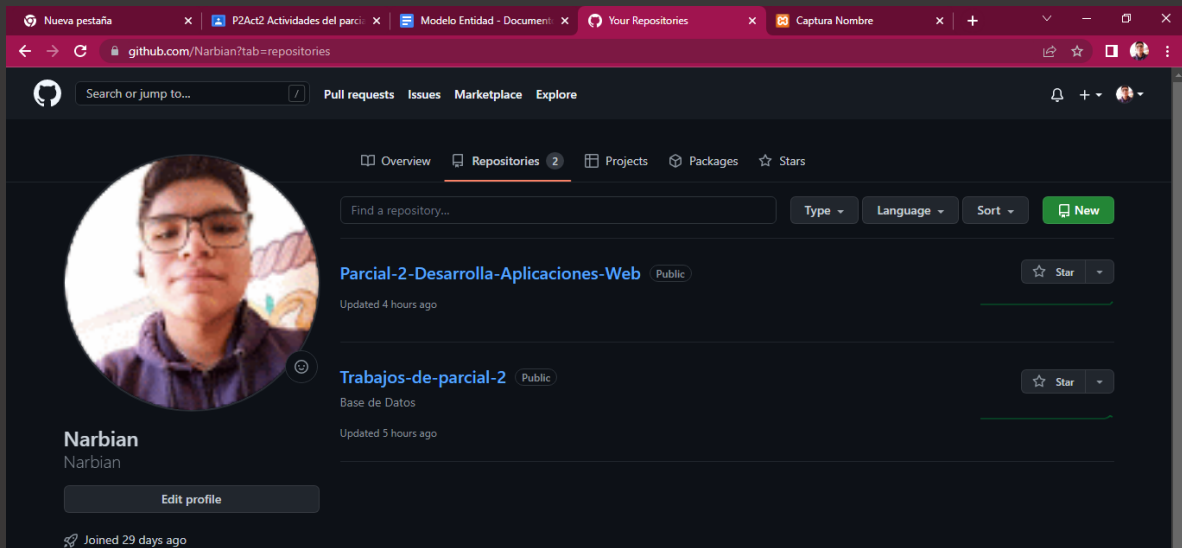 Nueva pestaña
P2Act2 Actividades del parcia
Modelo Entidad - Document
Your Repositories
Captura Nombre
github.com/Narbian?tab=repositories
Search or jump to... /
Pull requests Issues Marketplace Explore
Overview Repositories 2 Projects Packages Stars
Find a repository...
Type Language Sort New
Parcial-2-Desarrolla-Aplicaciones-Web Public
Star
Updated 4 hours ago
Trabajos-de-parcial-2 Public
Star
Base de Datos
Updated 5 hours ago
Narbian
Narbian
Edit profile
Joined 29 days ago